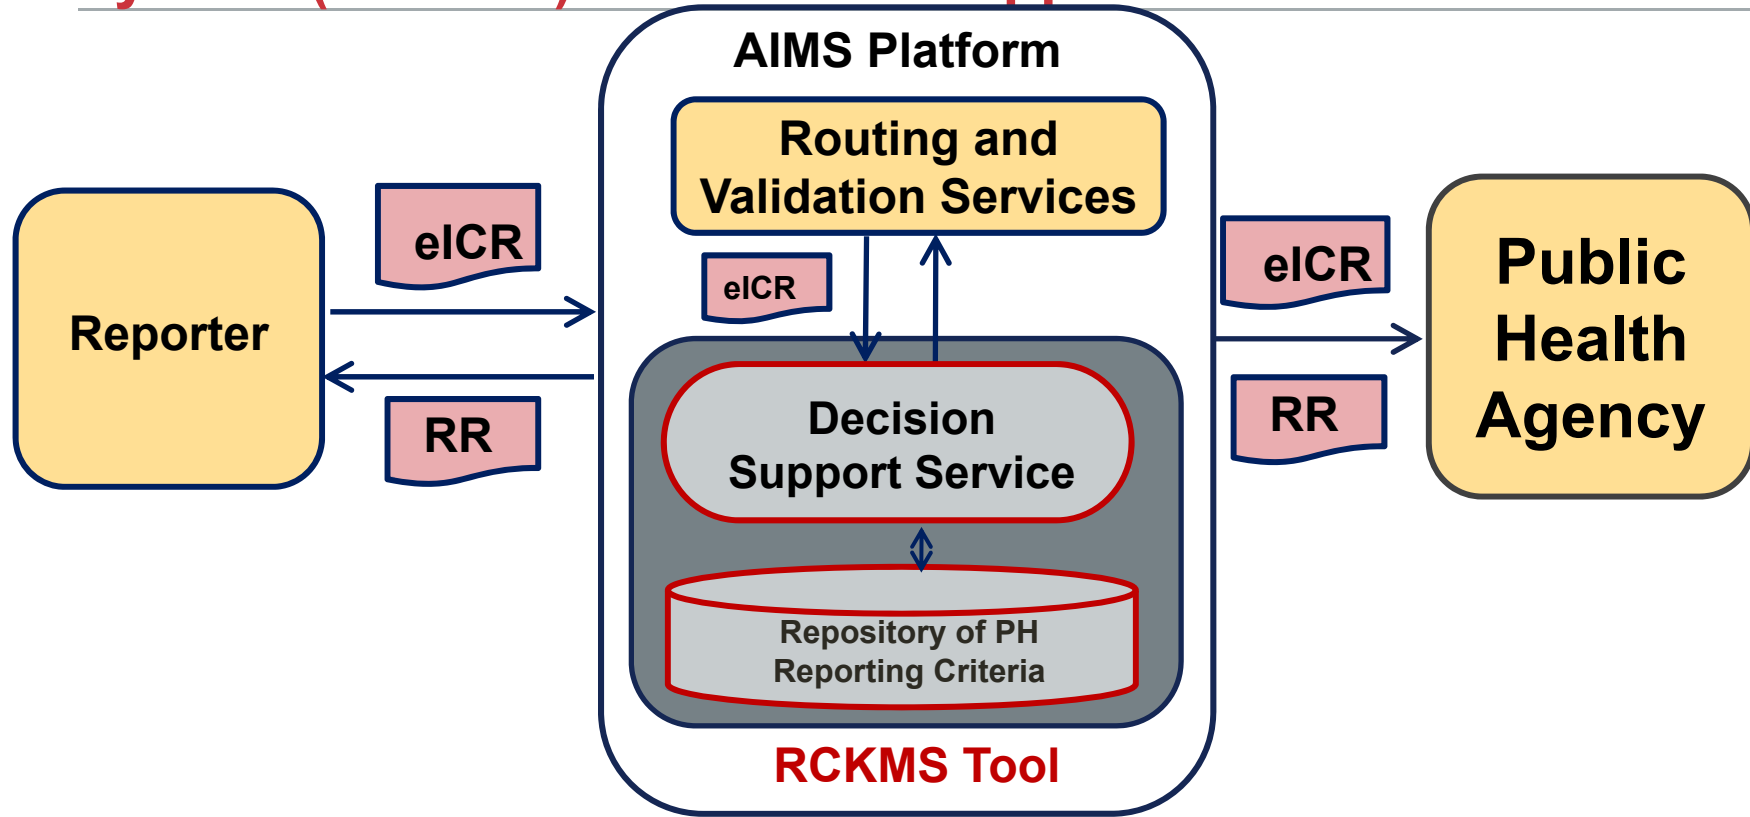 AIMS Platform
Routing and
Validation Services
eICR
eICR
eICR
Reporter
Public
Health
Agency
RR
RR
Decision
Support Service
Repository of PH
Reporting Criteria
RCKMS Tool